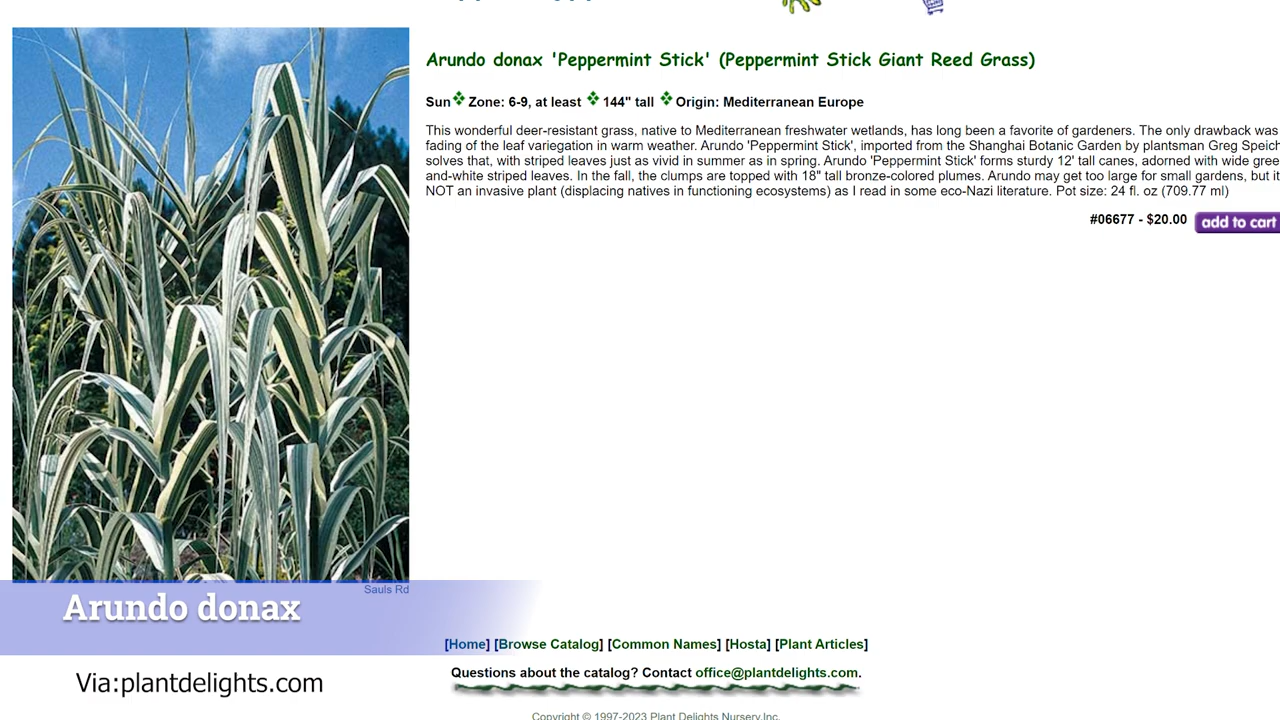 Arundo donax 'Peppermint Stick' (Peppermint Stick Giant Reed Grass)
Sun Zone: 6-9, at least 144" tall Origin: Mediterranean Europe
This wonderful deer-resistant grass, native to Mediterranean freshwater wetlands, has long been a favorite of gardeners. The only drawback was
fading of the leaf variegation in warm weather. Arundo 'Peppermint Stick', imported from the Shanghai Botanic Garden by plantsman Greg Speich
solves that, with striped leaves just as vivid in summer as in spring. Arundo 'Peppermint Stick' forms sturdy 12' tall canes, adorned with wide gree
and-white striped leaves. In the fall, the clumps are topped with 18" tall bronze-colored plumes. Arundo may get too large for small gardens, but it
NOT an invasive plant (displacing natives in functioning ecosystems) as I read in some eco-Nazi literature. Pot size: 24 fl. oz (709.77 ml)
#06677 - $20.00 add to cart
Sauls Rd
Arundo donax
[Home] [Browse Catalog] [Common Names] [Hosta] [Plant Articles]
Questions about the catalog? Contact office@plantdelights.com.
Via:plantdelights.com
Copyright © 1997-2023 Plant Delights Nursery,Inc.